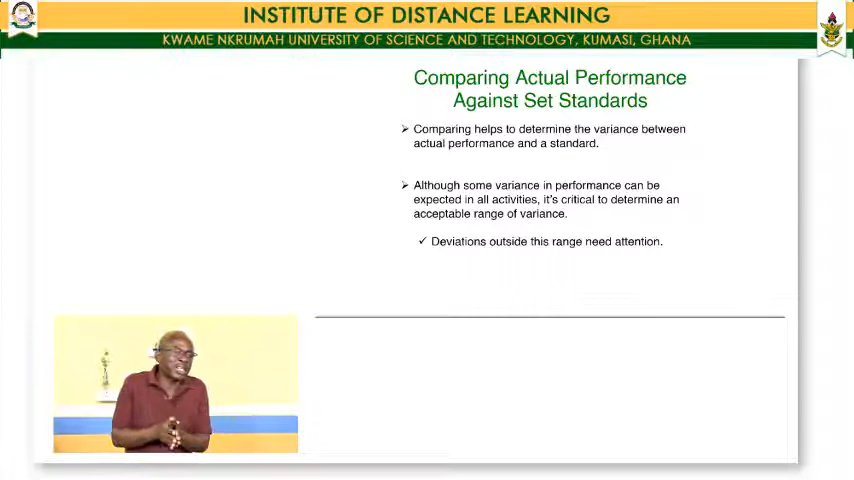 INSTITUTE OF DISTANCE LEARNING
KWAME NKRUMAH UNIVERSITY OF SCIENCE AND TECHNOLOGY, KUMASI, GHANA
Comparing Actual Performance
Against Set Standards
➢ Comparing helps to determine the variance between
actual performance and a standard.
➢ Although some variance in performance can be
expected in all activities, it's critical to determine an
acceptable range of variance.
✓ Deviations outside this range need attention.